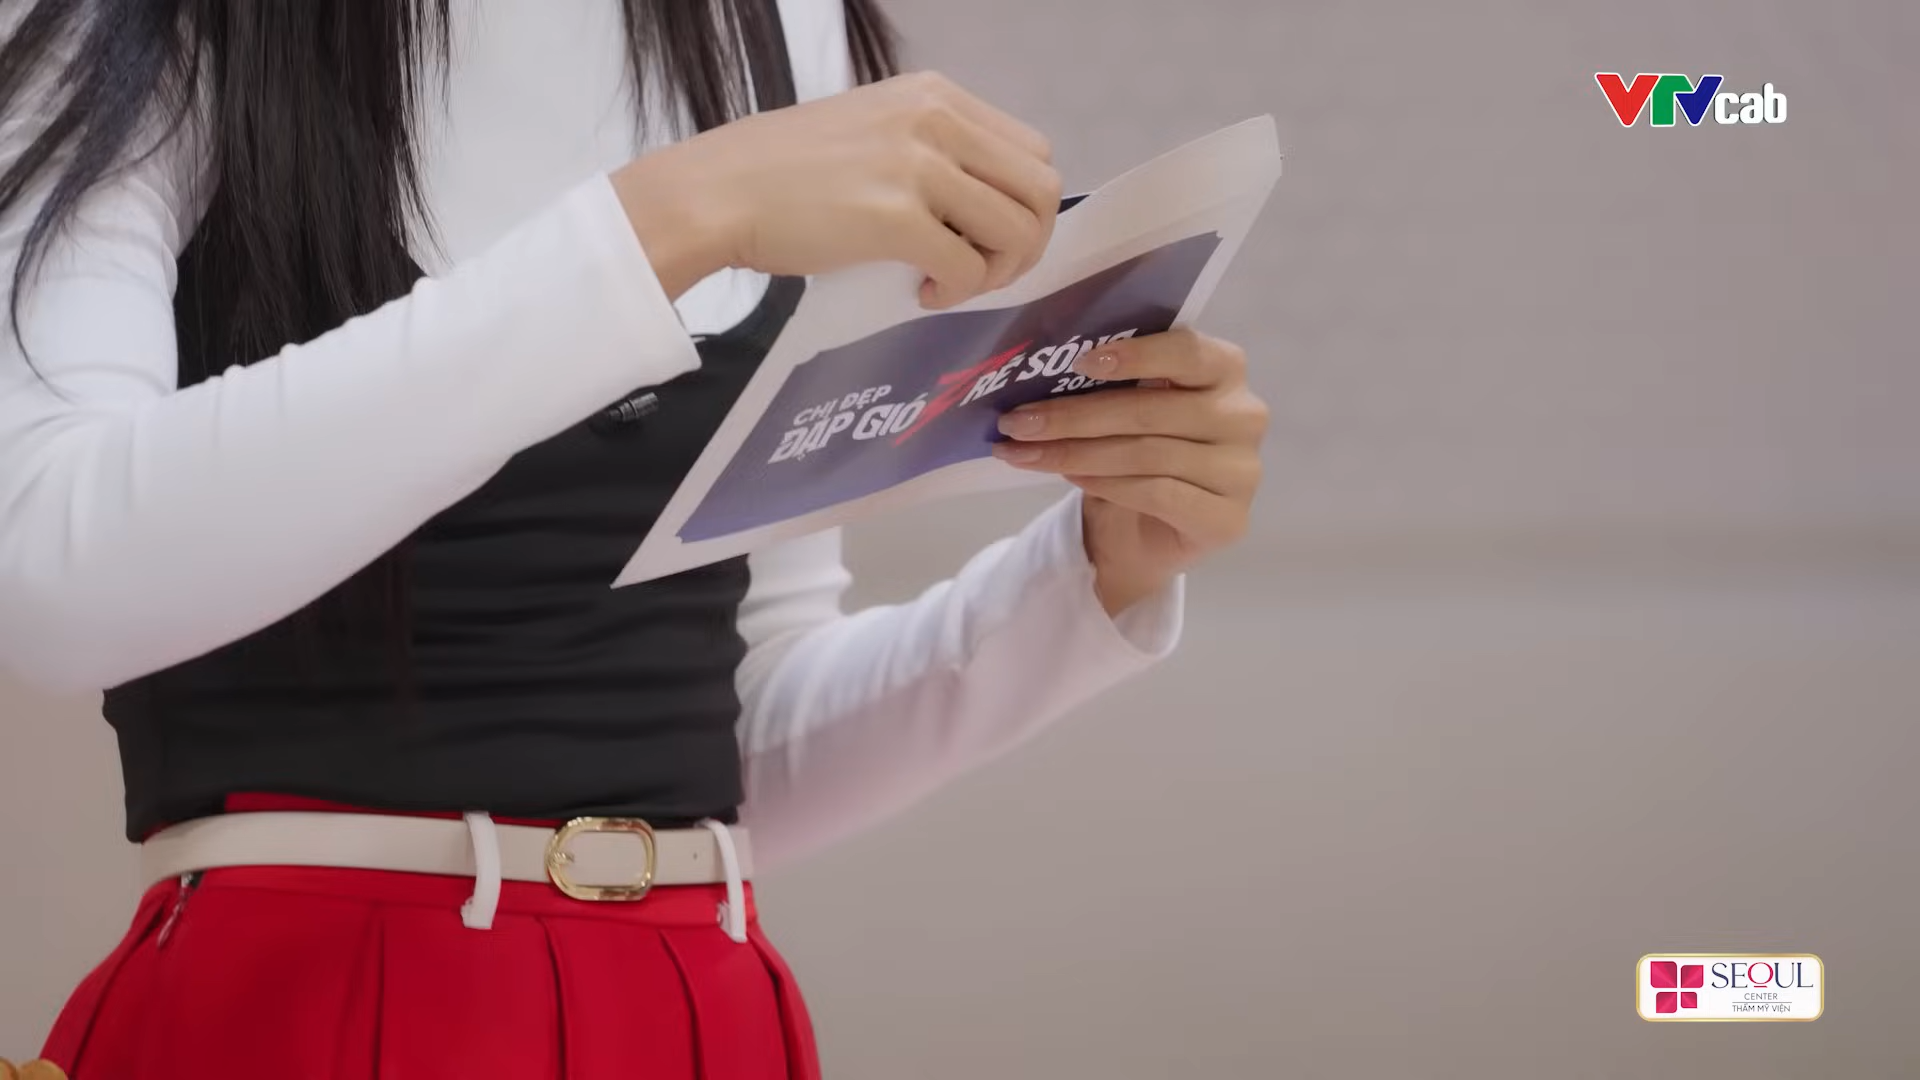 VTVcab
CHỊ ĐẸP
ĐẠP GIÓ RẼ SÓNG
SEOUL
CENTER
THẨM MỸ VIỆN